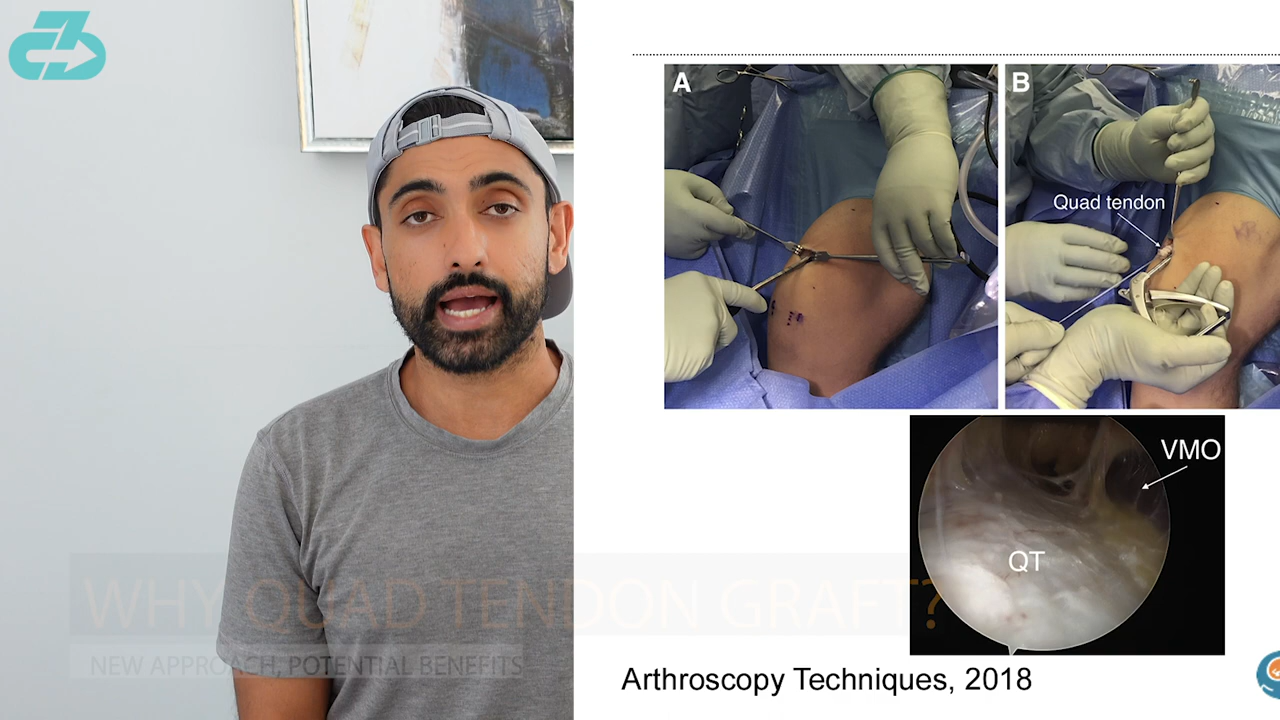 A
B
Quad tendon
VMO
QT
WHY QUAD TENDON GRAFT?
NEW APPROACH, POTENTIAL BENEFITS
Arthroscopy Techniques, 2018